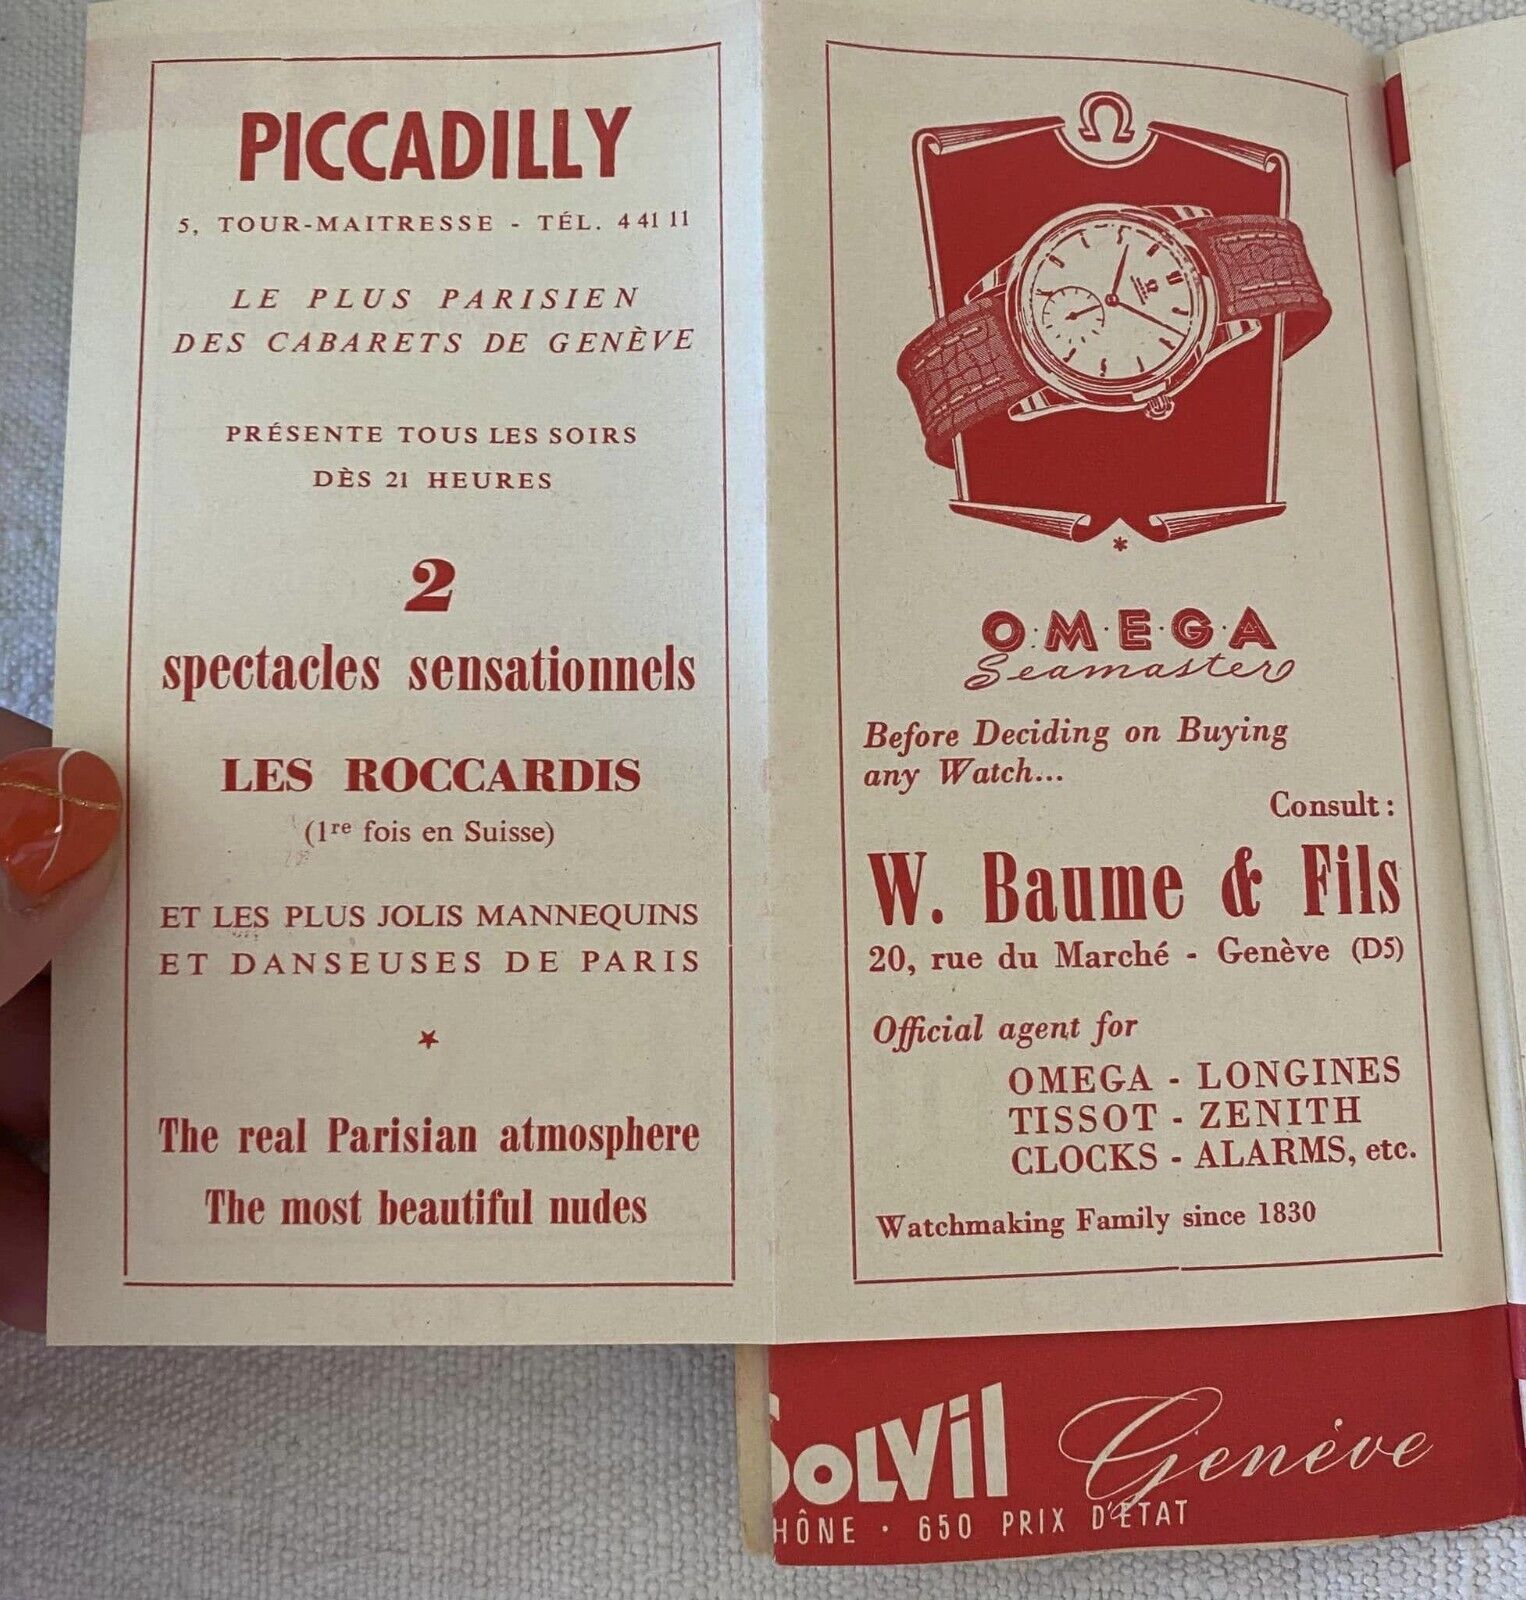 PICCADILLY
5, TOUR-MAITRESSE - TÉL. 4 41 11
LE PLUS PARISIEN
DES CABARETS DE GENÈVE
PRÉSENTE TOUS LES SOIRS
DÈS 21 HEURES
2
spectacles sensationnels
LES ROCCARDIS
(1re fois en Suisse)
ET LES PLUS JOLIS MANNEQUINS
ET DANSEUSES DE PARIS
The real Parisian atmosphere
The most beautiful nudes
Ω
O·M·E·G·A
Seamaster
Before Deciding on Buying
any Watch...
Consult :
W. Baume & Fils
20, rue du Marché - Genève (D5)
Official agent for
OMEGA - LONGINES
TISSOT - ZENITH
CLOCKS - ALARMS, etc.
Watchmaking Family since 1830
SOLVIL Genève
HÔNE · 650 PRIX D'ÉTAT